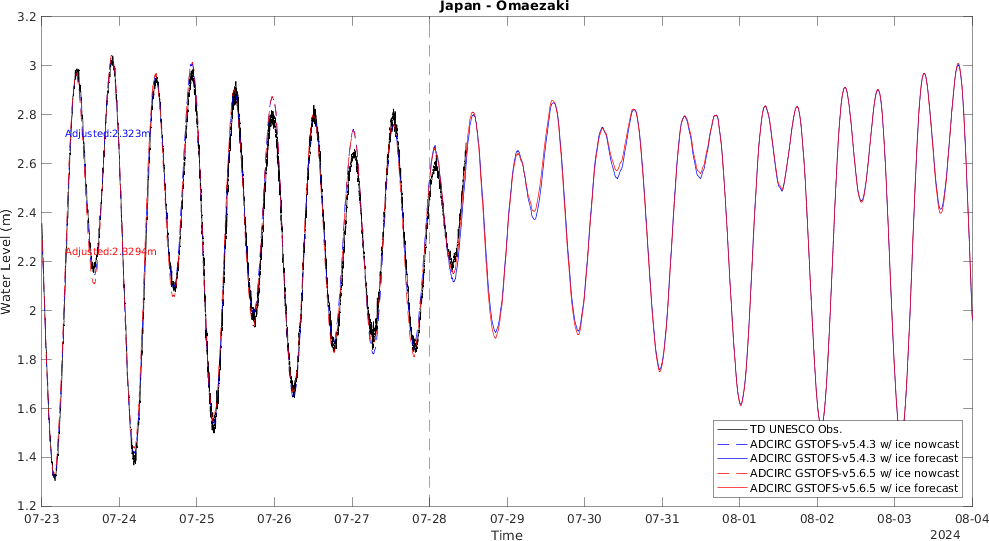 Japan - Omaezaki
Water Level (m)
3.2
3
2.8
2.6
2.4
2.2
2
1.8
1.6
1.4
1.2
Adjusted:2.323m
Adjusted:2.3294m
TD UNESCO Obs.
ADCIRC GSTOFS-v5.4.3 w/ ice nowcast
ADCIRC GSTOFS-v5.4.3 w/ ice forecast
ADCIRC GSTOFS-v5.6.5 w/ ice nowcast
ADCIRC GSTOFS-v5.6.5 w/ ice forecast
07-23 07-24 07-25 07-26 07-27 07-28 07-29 07-30 07-31 08-01 08-02 08-03 08-04
Time
2024